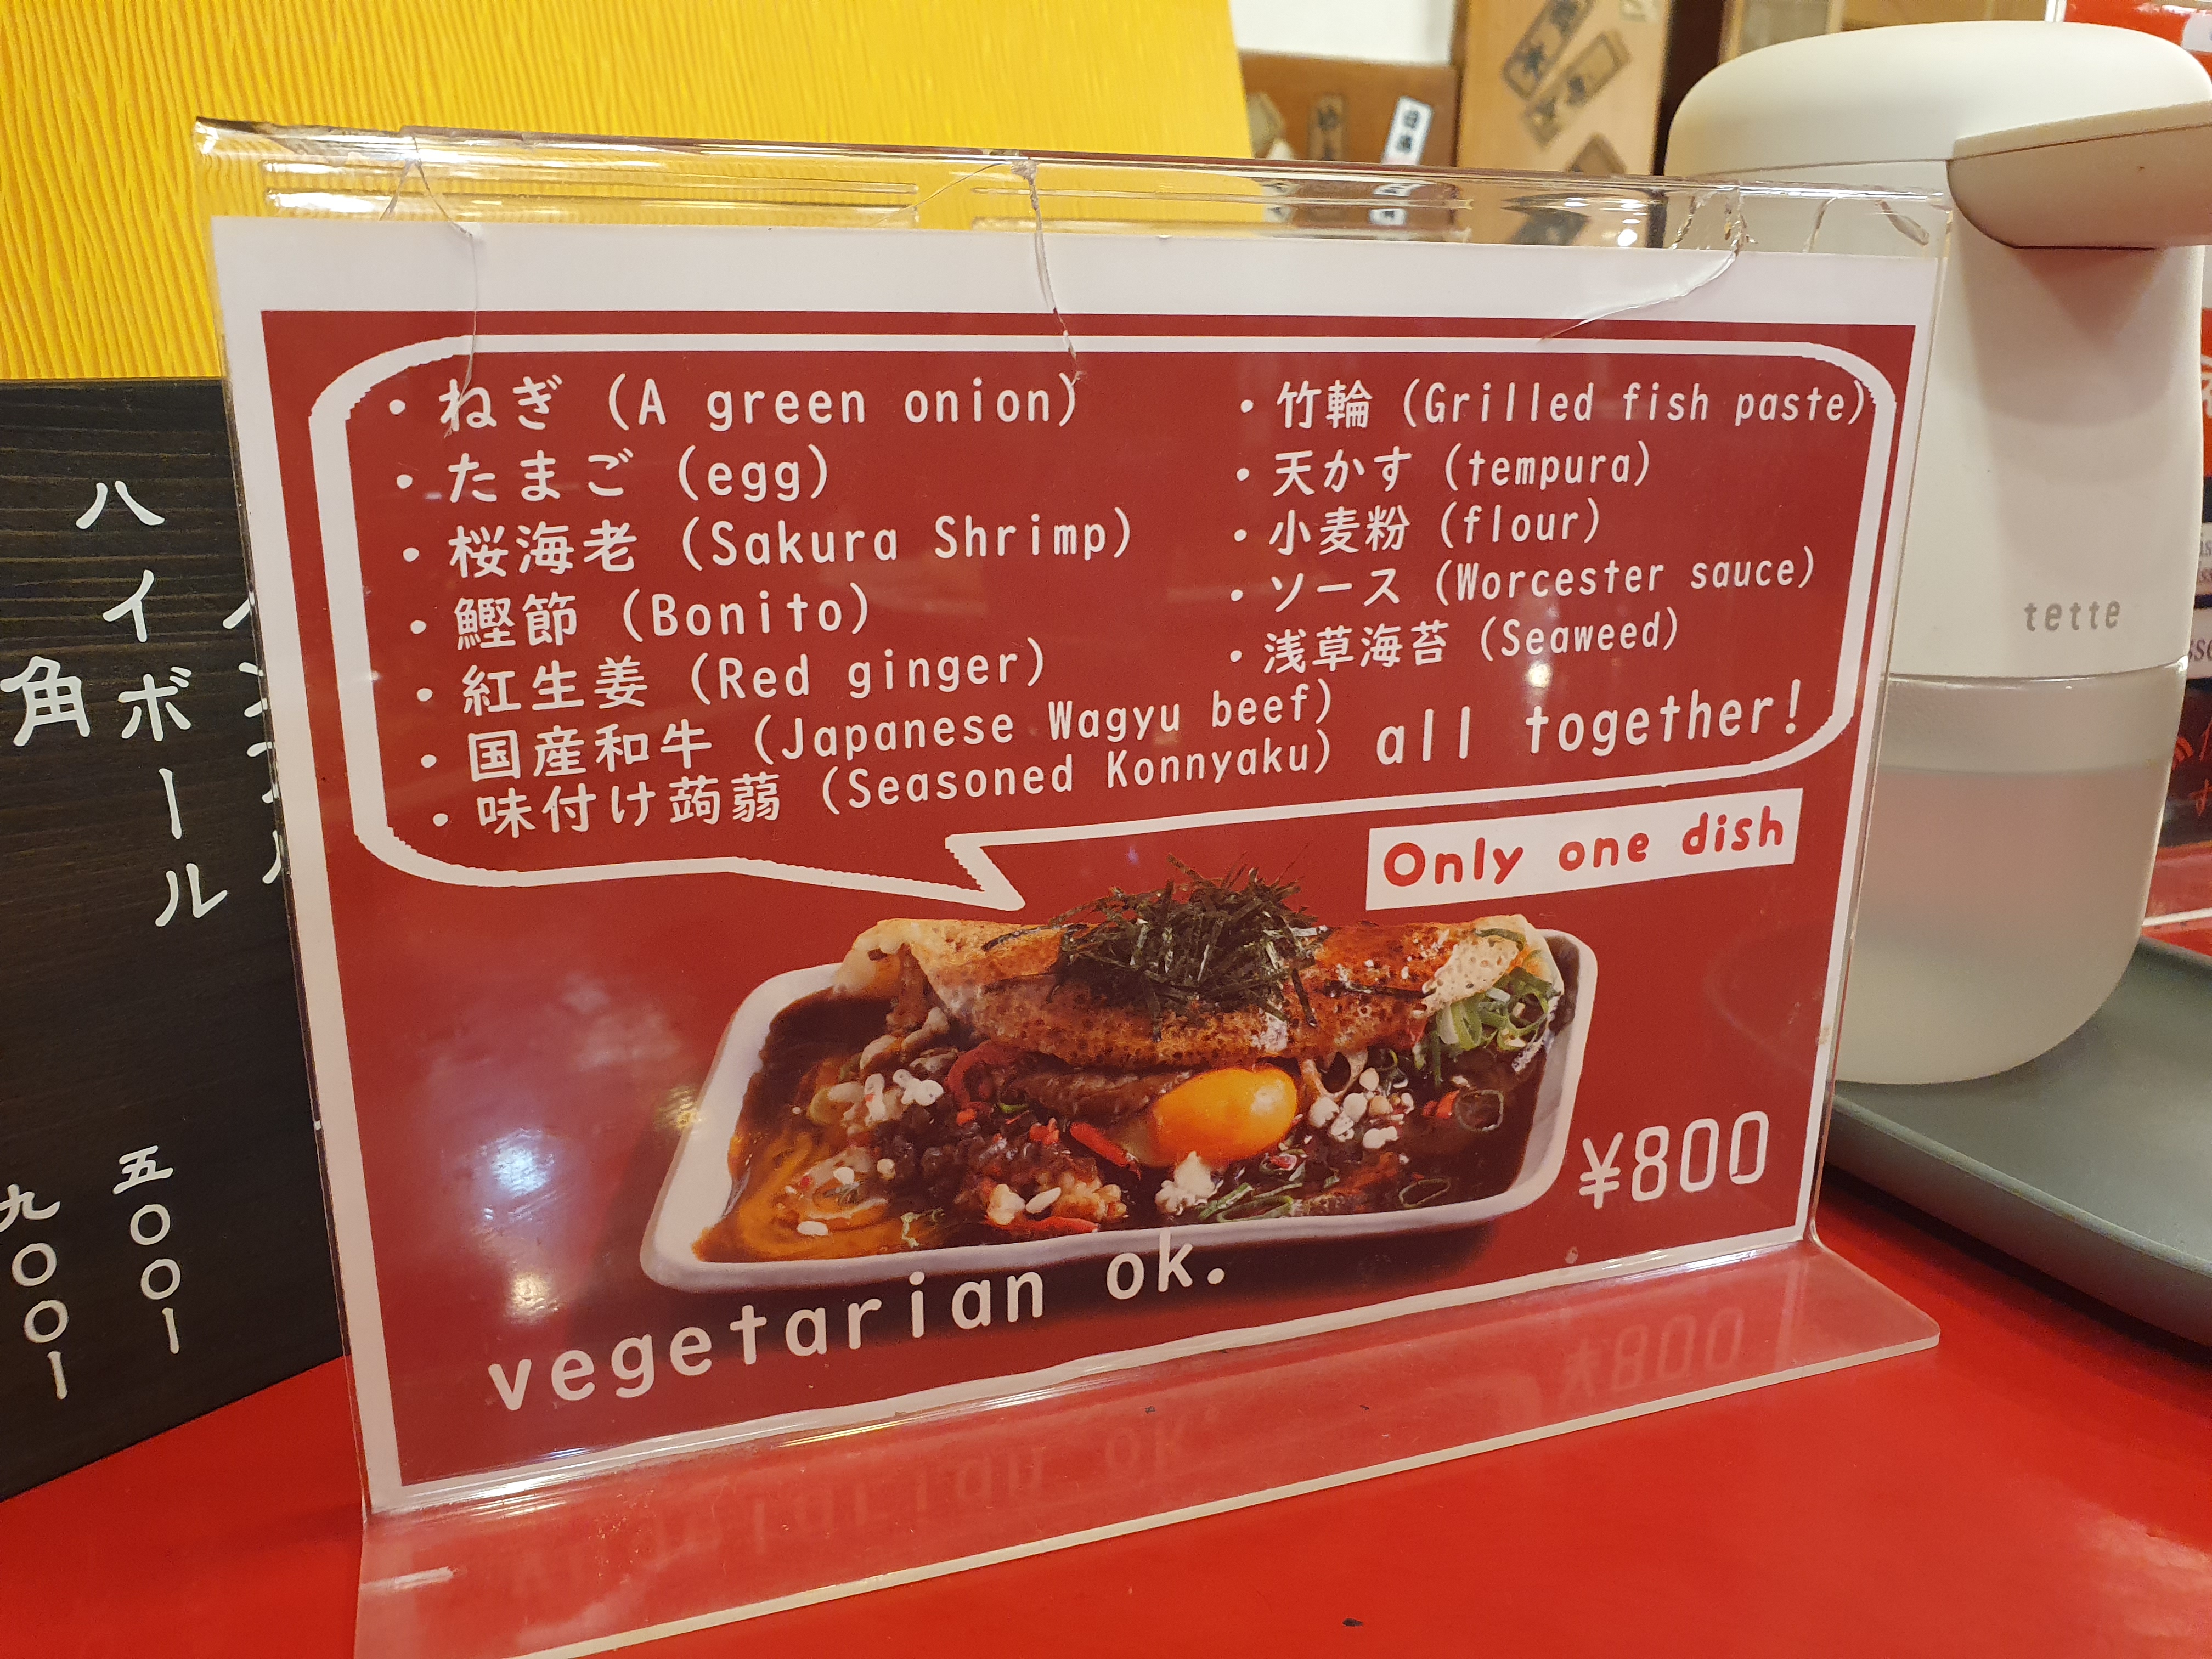 ・ねぎ (A green onion)
・たまご (egg)
・桜海老 (Sakura Shrimp)
・鰹節 (Bonito)
・紅生姜 (Red ginger)
・国産和牛 (Japanese Wagyu beef)
・味付け蒟蒻 (Seasoned Konnyaku)
・竹輪 (Grilled fish paste)
・天かす (tempura)
・小麦粉 (flour)
・ソース (Worcester sauce)
・浅草海苔 (Seaweed)
all together!
Only one dish
¥800
vegetarian ok.
ハイボール 五〇〇ー
角 九〇〇ー
tette